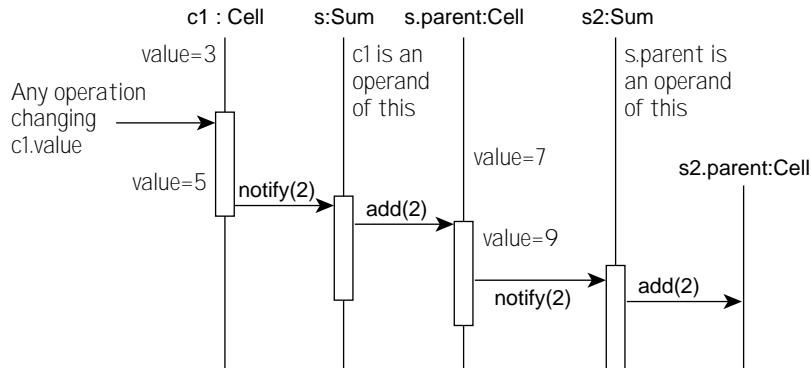 c1 : Cell
s:Sum
s.parent:Cell
s2:Sum
value=3
c1 is an
operand
of this
s.parent is
an operand
of this
Any operation
changing
c1.value
value=7
s2.parent:Cell
value=5
notify(2)
add(2)
value=9
notify(2)
add(2)